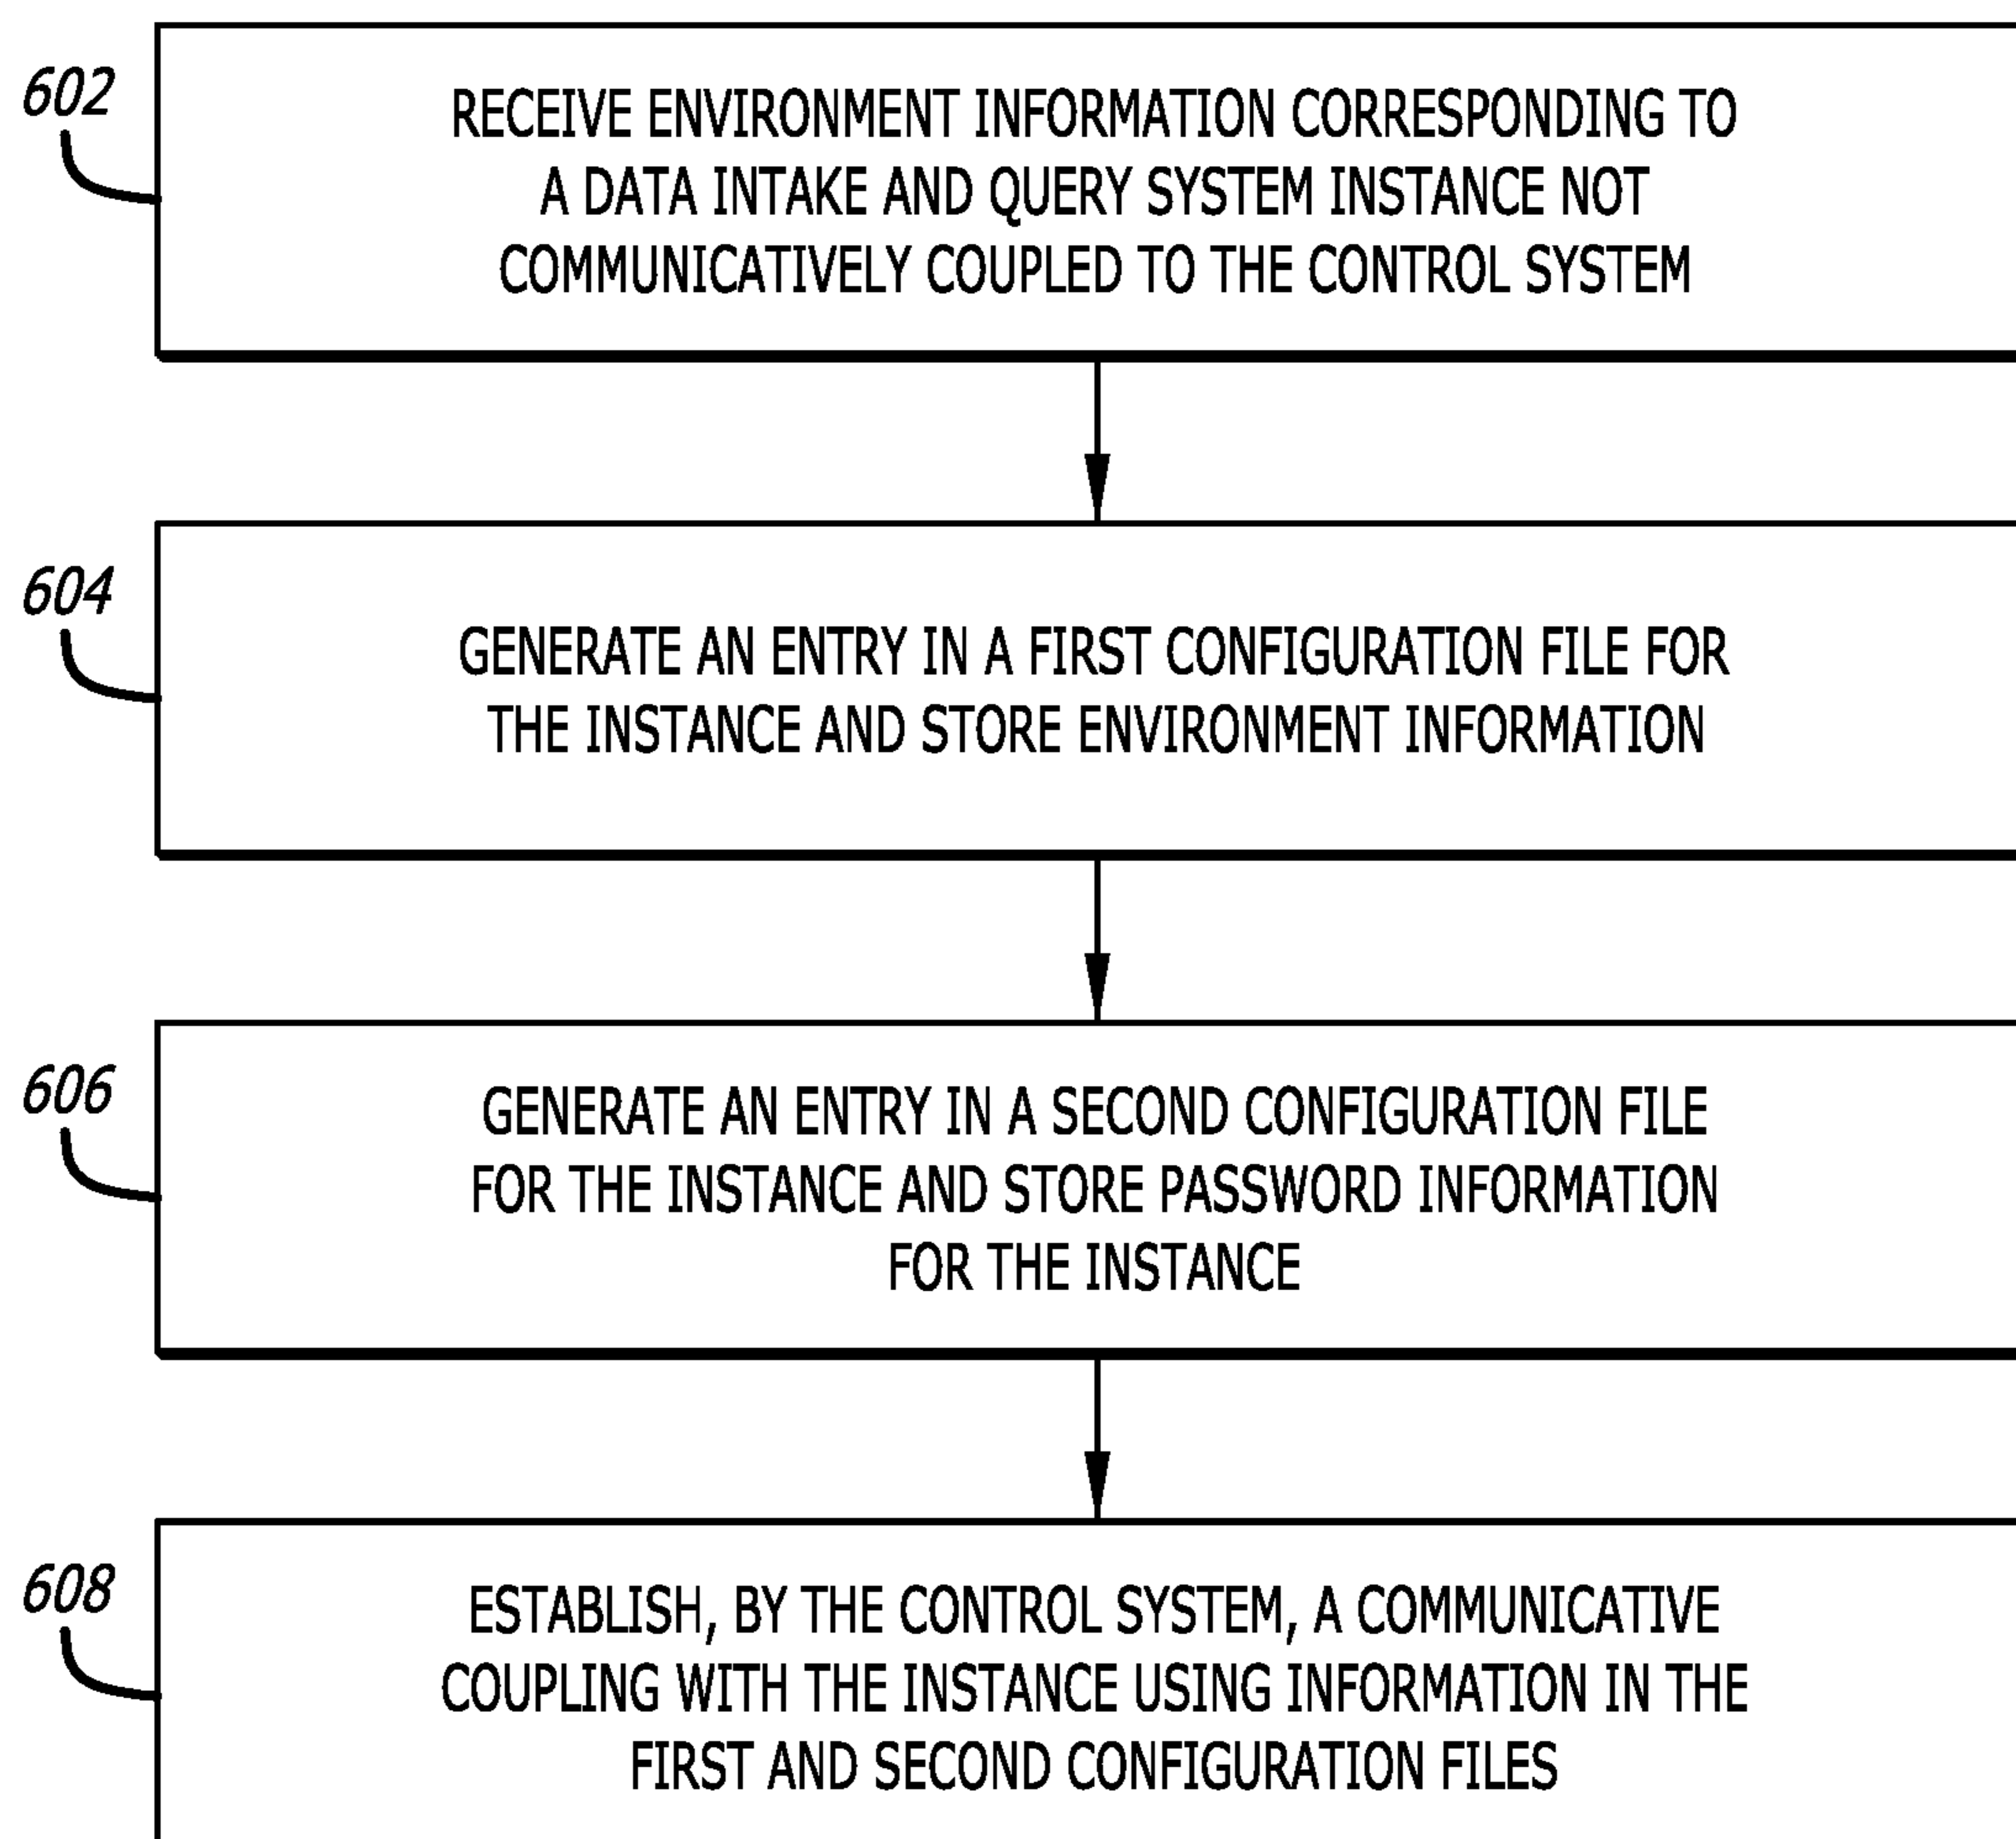 602
RECEIVE ENVIRONMENT INFORMATION CORRESPONDING TO
A DATA INTAKE AND QUERY SYSTEM INSTANCE NOT
COMMUNICATIVELY COUPLED TO THE CONTROL SYSTEM
604
GENERATE AN ENTRY IN A FIRST CONFIGURATION FILE FOR
THE INSTANCE AND STORE ENVIRONMENT INFORMATION
606
GENERATE AN ENTRY IN A SECOND CONFIGURATION FILE
FOR THE INSTANCE AND STORE PASSWORD INFORMATION
FOR THE INSTANCE
608
ESTABLISH, BY THE CONTROL SYSTEM, A COMMUNICATIVE
COUPLING WITH THE INSTANCE USING INFORMATION IN THE
FIRST AND SECOND CONFIGURATION FILES